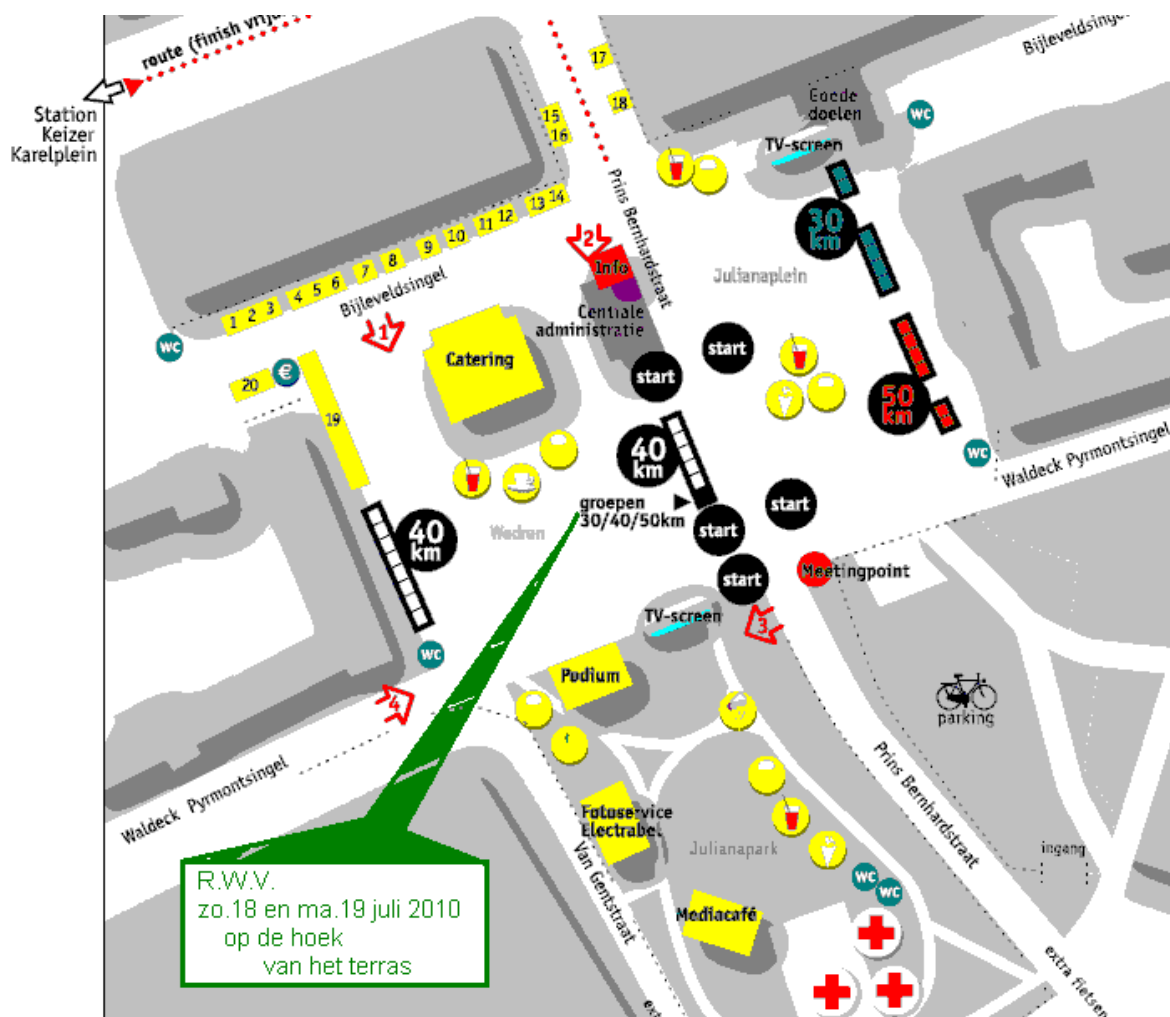 route (finish vrijd
Station
Keizer
Karelplein
17
18
15
16
Prins Bernhardstraat
Bijleveldsingel
Goede
doelen
WC
TV-screen
30
km
1
2
3
4
5
6
7
8
9
10
11
12
13
14
Bijleveldsingel
2
Info
Centrale
administratie
Julianaplein
1
WC
20
€
19
Catering
start
start
50
km
WC
Waldeck Pyrmontsingel
40
km
groepen
30/40/50km
start
start
start
Wedren
40
km
Meetingpoint
TV-screen
3
WC
4
Podium
parking
Waldeck Pyrmontsingel
Prins Bernhardstraat
Fotoservice
Electrabel
Van Gentstraat
Julianapark
ingang
WC
WC
Mediacafé
R.W.V.
zo.18 en ma.19 juli 2010
op de hoek
van het terras
ext
extra fietsen